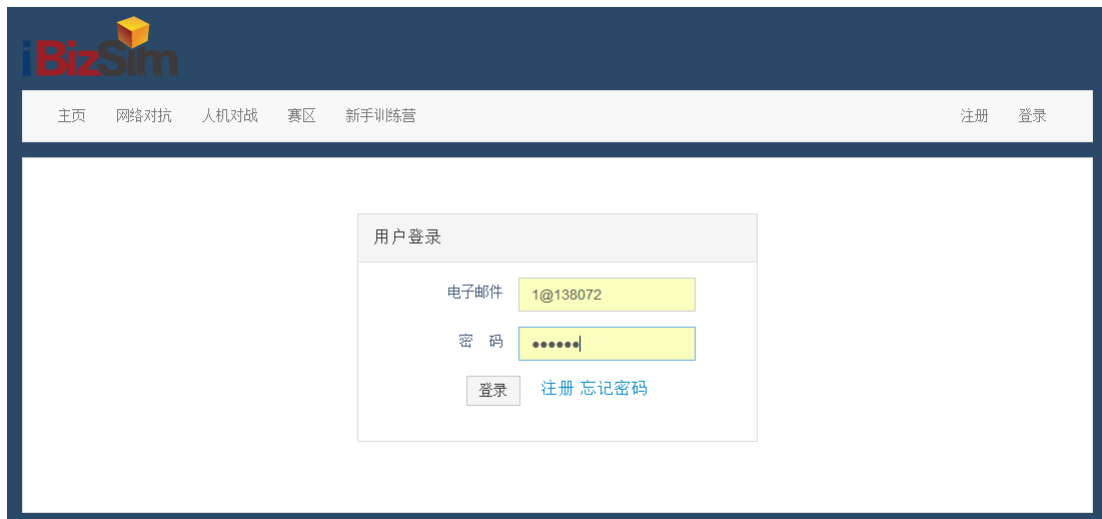 iBizSim
主页 网络对抗 人机对战 赛区 新手训练营 注册 登录
用户登录
电子邮件 1@138072
密 码 ••••••
登录 注册 忘记密码